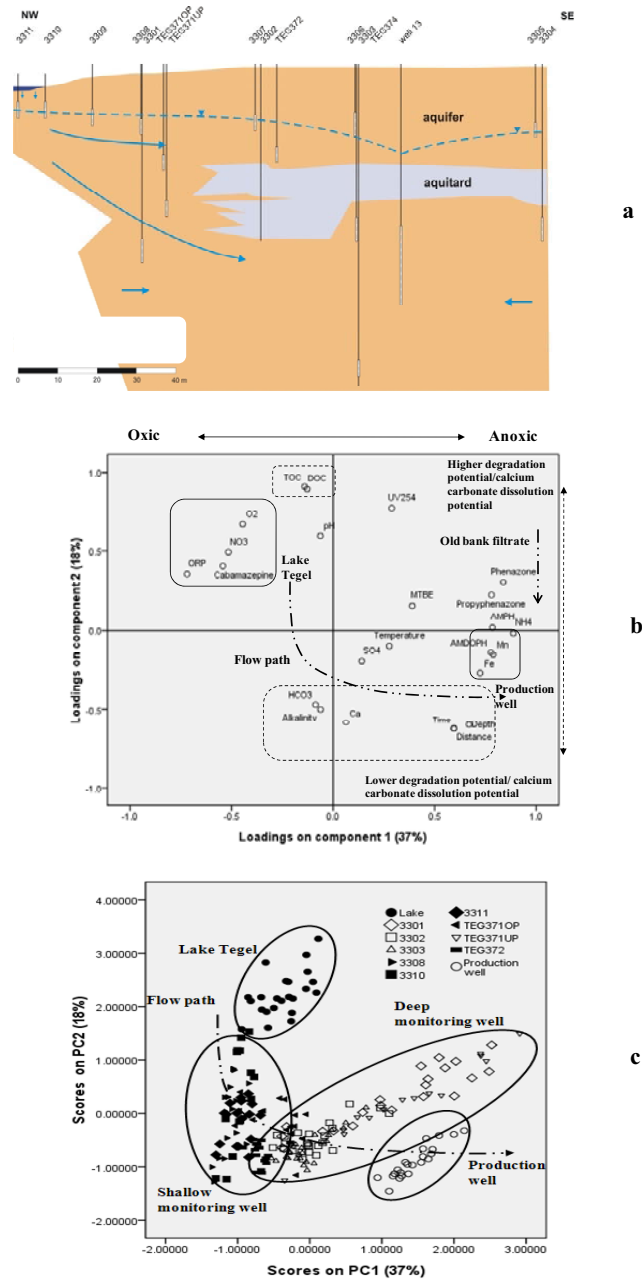 NW
SE
3311
3310
3309
3308
3301
TEG371OP
TEG371UP
3307
3302
TEG372
3306
3303
TEG374
well 13
3305
3304
aquifer
aquitard
a
0 10 20 30 40 m
Oxic
Anoxic
Higher degradation
potential/calcium
carbonate dissolution
potential
Old bank filtrate
TOC
DOC
UV254
O2
pH
NO3
ORP
Cabamazepine
Lake
Tegel
Phenazone
Propyphenazone
MTBE
AMPH
NH4
Temperature
SO4
AMDOPH
Mn
Fe
Flow path
Production
well
HCO3
Alkalinity
Ca
Time
Depth
Distance
Lower degradation potential/ calcium
carbonate dissolution potential
1.0
0.5
0.0
-0.5
-1.0
Loadings on component 2 (18%)
-1.0 -0.5 0.0 0.5 1.0
Loadings on component 1 (37%)
b
4.00000
3.00000
2.00000
1.00000
0.00000
-1.00000
-2.00000
Scores on PC2 (18%)
Lake Tegel
Flow path
Lake
3301
3302
3303
3308
3310
3311
TEG371OP
TEG371UP
TEG372
Production
well
Deep
monitoring well
Shallow
monitoring well
Production
well
-2.00000 -1.00000 0.00000 1.00000 2.00000 3.00000
Scores on PC1 (37%)
c